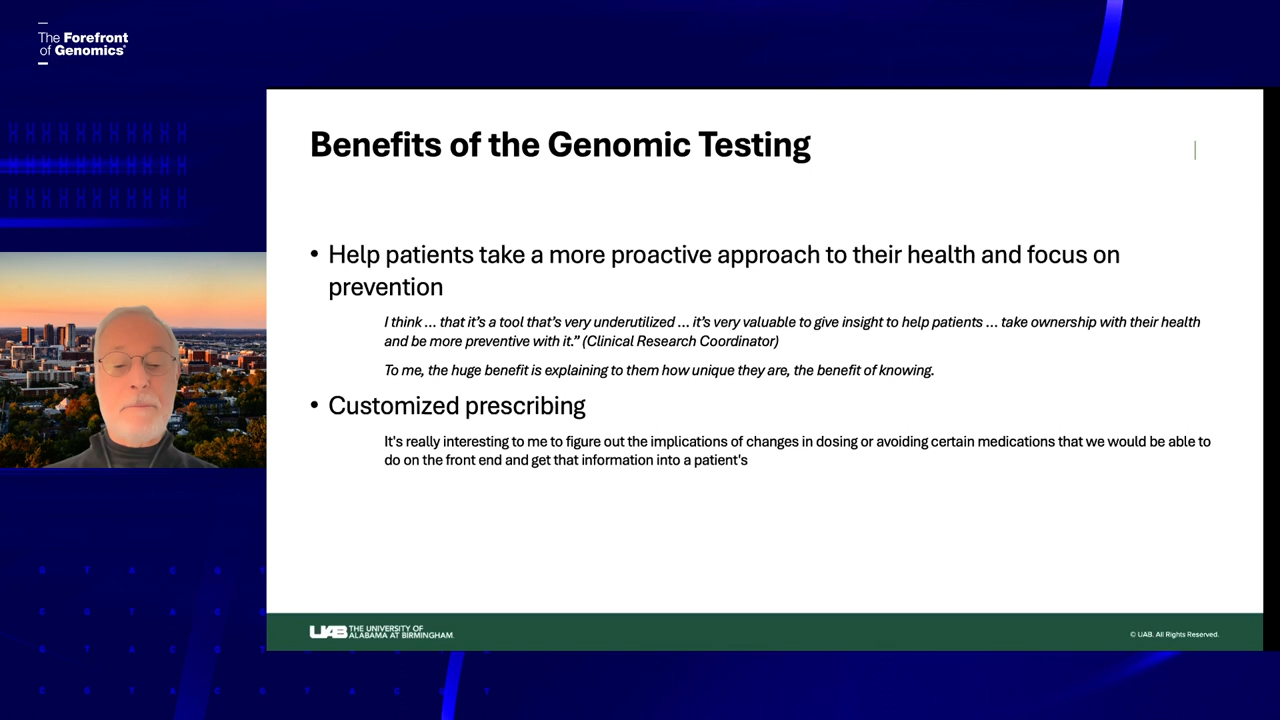 The Forefront
of Genomics®
Benefits of the Genomic Testing
• Help patients take a more proactive approach to their health and focus on
prevention
I think ... that it's a tool that's very underutilized ... it's very valuable to give insight to help patients ... take ownership with their health
and be more preventive with it.” (Clinical Research Coordinator)
To me, the huge benefit is explaining to them how unique they are, the benefit of knowing.
• Customized prescribing
It's really interesting to me to figure out the implications of changes in dosing or avoiding certain medications that we would be able to
do on the front end and get that information into a patient's
UAB THE UNIVERSITY OF
ALABAMA AT BIRMINGHAM.
© UAB. All Rights Reserved.